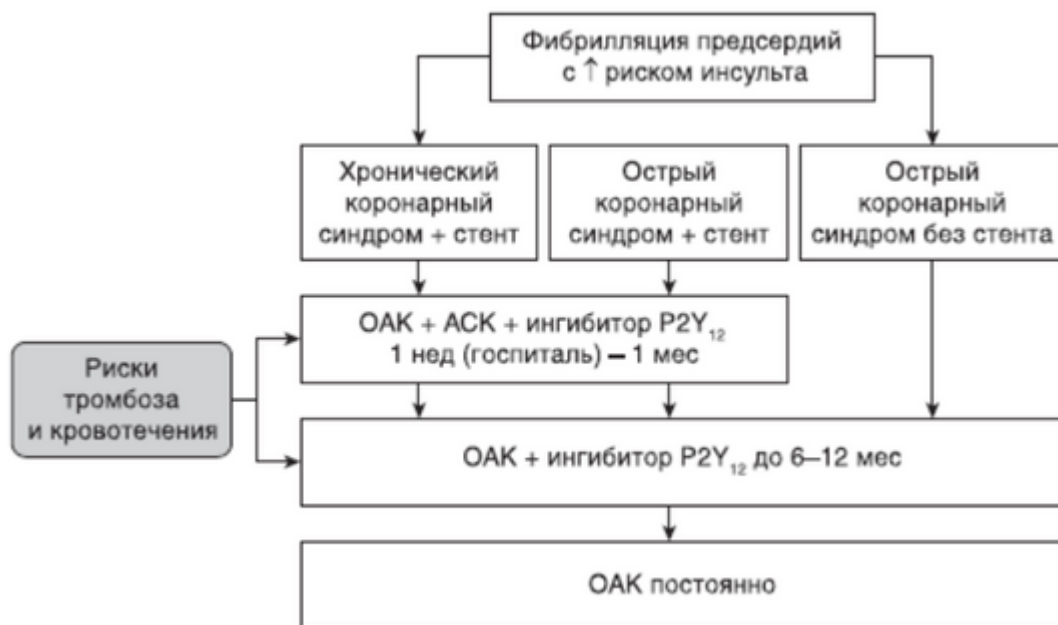 Фибрилляция предсердий
с ↑ риском инсульта
Хронический
коронарный
синдром + стент
Острый
коронарный
синдром + стент
Острый
коронарный
синдром без стента
ОАК + АСК + ингибитор P2Y₁₂
1 нед (госпиталь) – 1 мес
Риски
тромбоза
и кровотечения
ОАК + ингибитор P2Y₁₂ до 6–12 мес
ОАК постоянно